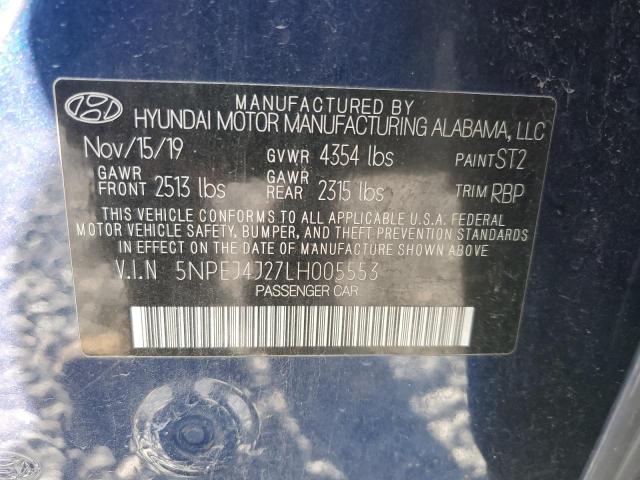 MANUFACTURED BY
HYUNDAI MOTOR MANUFACTURING ALABAMA, LLC
Nov/15/19 GVWR 4354 lbs PAINT ST2
GAWR FRONT 2513 lbs GAWR REAR 2315 lbs TRIM RBP
THIS VEHICLE CONFORMS TO ALL APPLICABLE U.S.A. FEDERAL
MOTOR VEHICLE SAFETY, BUMPER, AND THEFT PREVENTION STANDARDS
IN EFFECT ON THE DATE OF MANUFACTURE SHOWN ABOVE
V.I.N 5NPEJ4J27LH005553
PASSENGER CAR